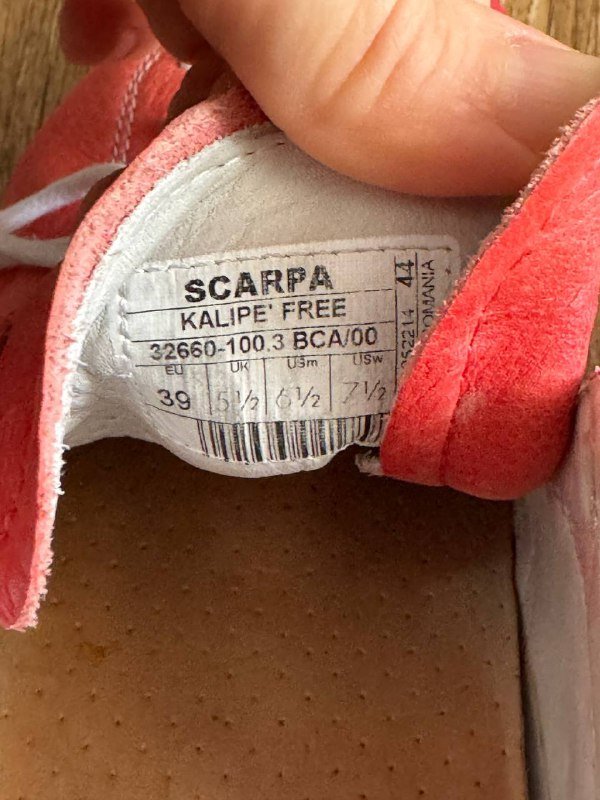 SCARPA
KALIPE' FREE
32660-100.3 BCA/00
EU UK USm USw
39 5½ 6½ 7½
44
OMANIA